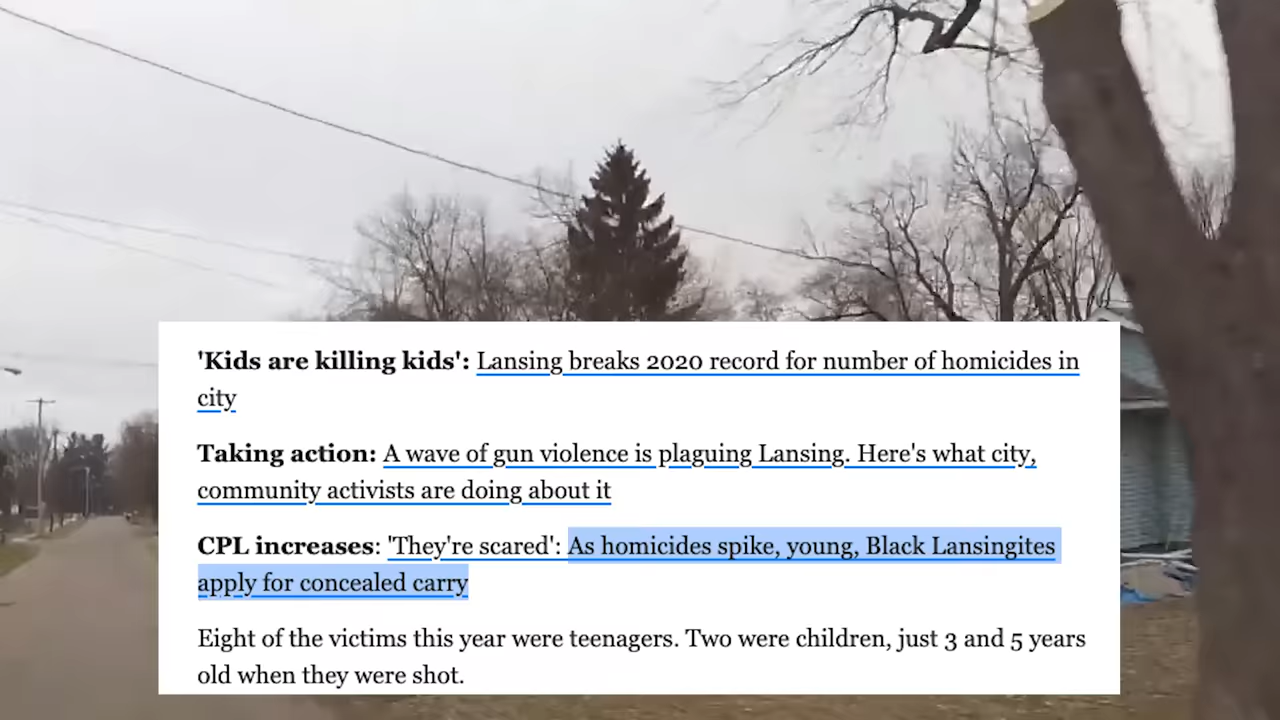 'Kids are killing kids': Lansing breaks 2020 record for number of homicides in
city
Taking action: A wave of gun violence is plaguing Lansing. Here's what city,
community activists are doing about it
CPL increases: 'They're scared': As homicides spike, young, Black Lansingites
apply for concealed carry
Eight of the victims this year were teenagers. Two were children, just 3 and 5 years
old when they were shot.